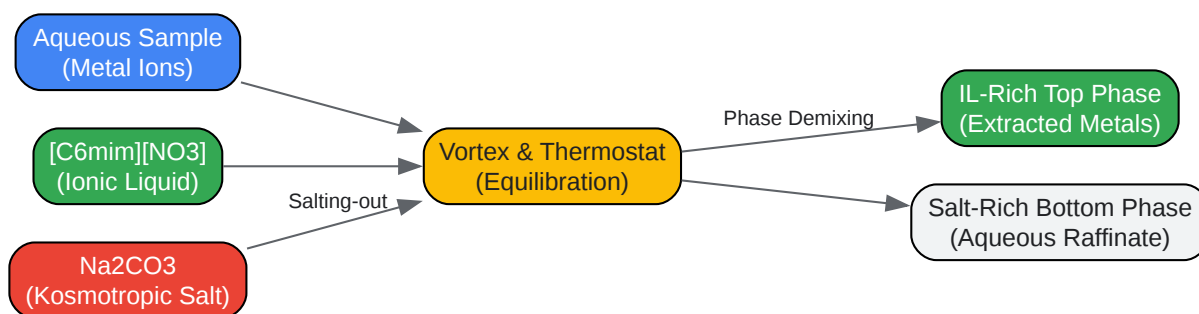 Aqueous Sample
(Metal Ions)
[C6mim][NO3]
(Ionic Liquid)
Salting-out
Na2CO3
(Kosmotropic Salt)
Vortex & Thermostat
(Equilibration)
Phase Demixing
IL-Rich Top Phase
(Extracted Metals)
Salt-Rich Bottom Phase
(Aqueous Raffinate)